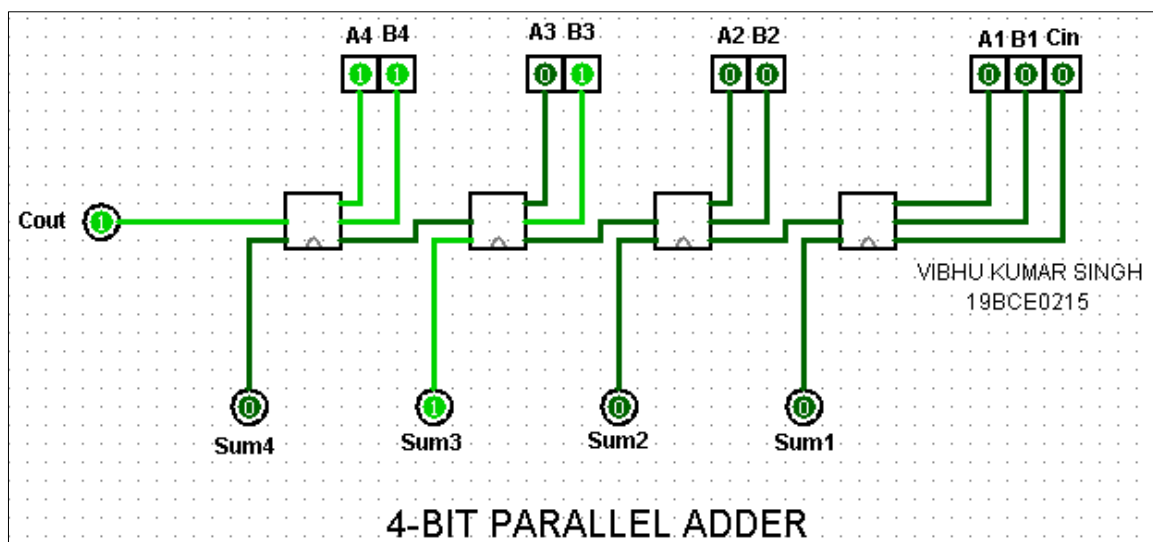 A4 B4 A3 B3 A2 B2 A1 B1 Cin
1 1 0 1 0 0 0 0 0
Cout 1
VIBHU KUMAR SINGH
19BCE0215
0 1 0 0
Sum4 Sum3 Sum2 Sum1
4-BIT PARALLEL ADDER